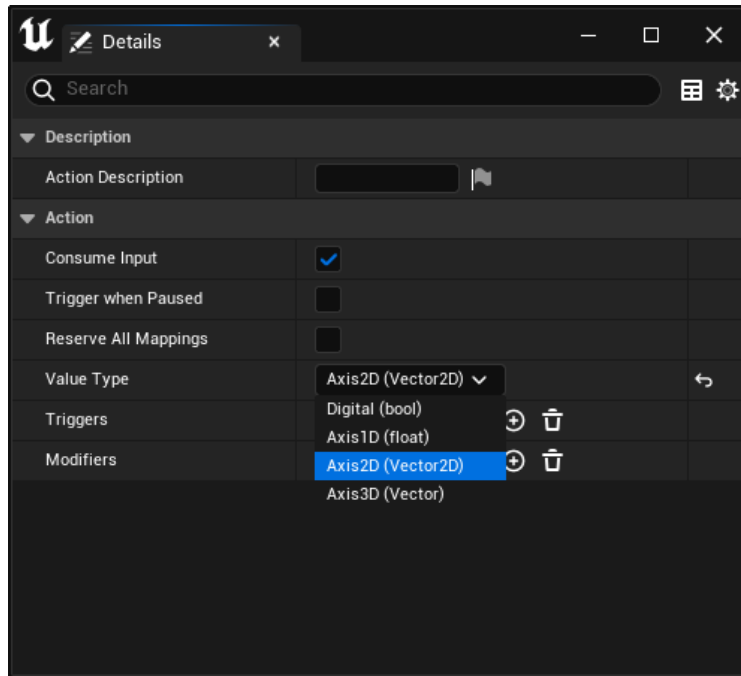 Details
Search
Description
Action Description
Action
Consume Input
Trigger when Paused
Reserve All Mappings
Value Type
Axis2D (Vector2D)
Digital (bool)
Triggers
Axis1D (float)
Modifiers
Axis2D (Vector2D)
Axis3D (Vector)